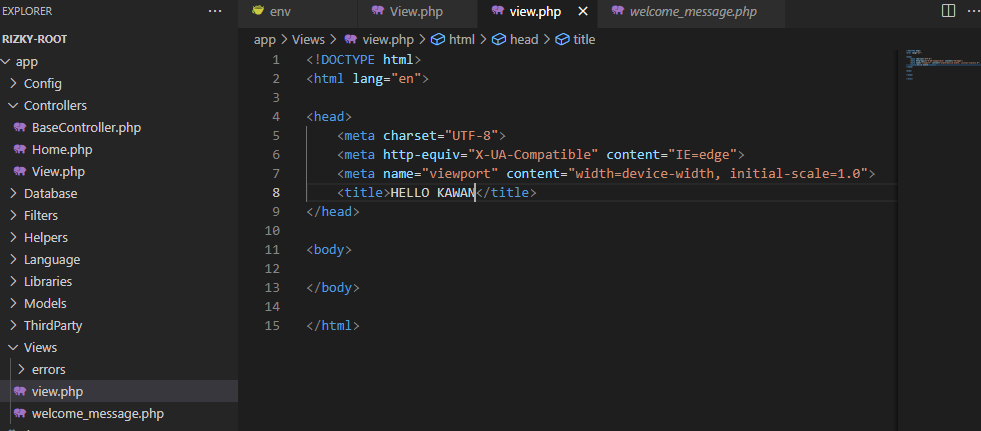 EXPLORER
RIZKY-ROOT
app
Config
Controllers
BaseController.php
Home.php
View.php
Database
Filters
Helpers
Language
Libraries
Models
ThirdParty
Views
errors
view.php
welcome_message.php
env
View.php
view.php
welcome_message.php
app > Views > view.php > html > head > title
1 <!DOCTYPE html>
2 <html lang="en">
3
4 <head>
5 <meta charset="UTF-8">
6 <meta http-equiv="X-UA-Compatible" content="IE=edge">
7 <meta name="viewport" content="width=device-width, initial-scale=1.0">
8 <title>HELLO KAWAN</title>
9 </head>
10
11 <body>
12
13 </body>
14
15 </html>